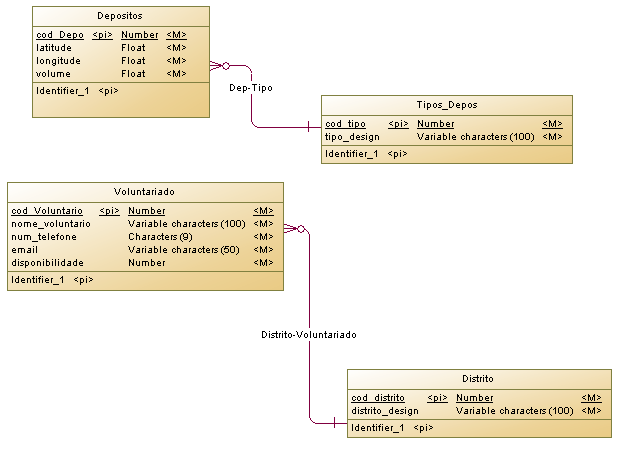 Depositos
cod_Depo <pi> Number <M>
latitude Float <M>
longitude Float <M>
volume Float <M>
Identifier_1 <pi>
Dep-Tipo
Tipos_Depos
cod_tipo <pi> Number <M>
tipo_design Variable characters (100) <M>
Identifier_1 <pi>
Voluntariado
cod_Voluntario <pi> Number <M>
nome_voluntario Variable characters (100) <M>
num_telefone Characters (9) <M>
email Variable characters (50) <M>
disponibilidade Number <M>
Identifier_1 <pi>
Distrito-Voluntariado
Distrito
cod_distrito <pi> Number <M>
distrito_design Variable characters (100) <M>
Identifier_1 <pi>